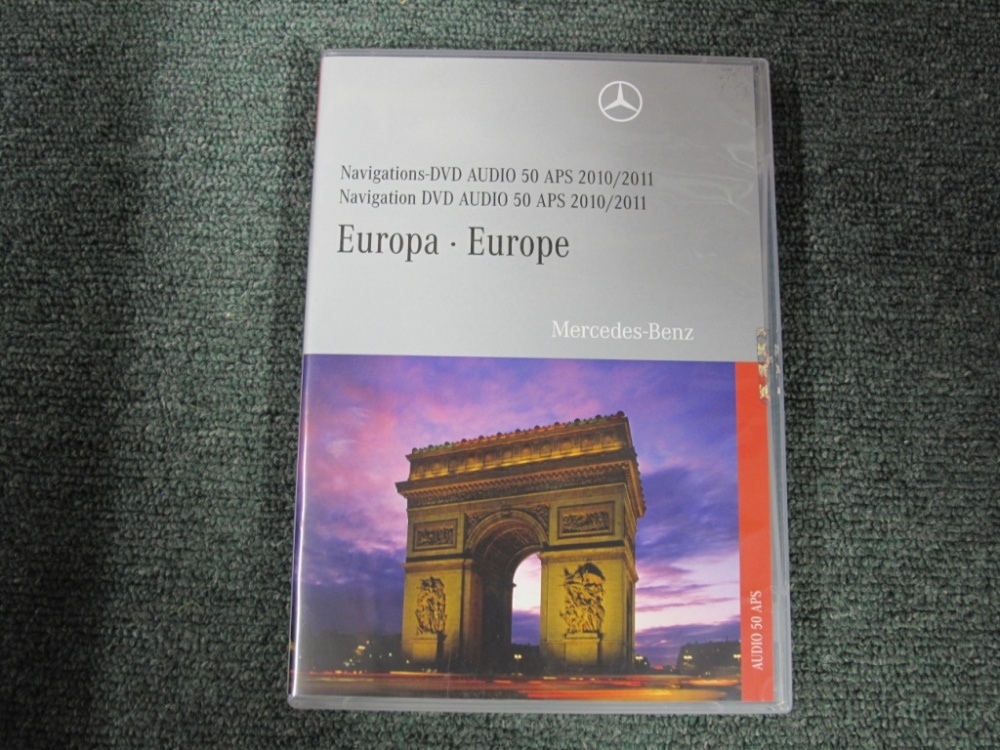 Navigations-DVD AUDIO 50 APS 2010/2011
Navigation DVD AUDIO 50 APS 2010/2011
Europa · Europe
Mercedes-Benz
AUDIO 50 APS